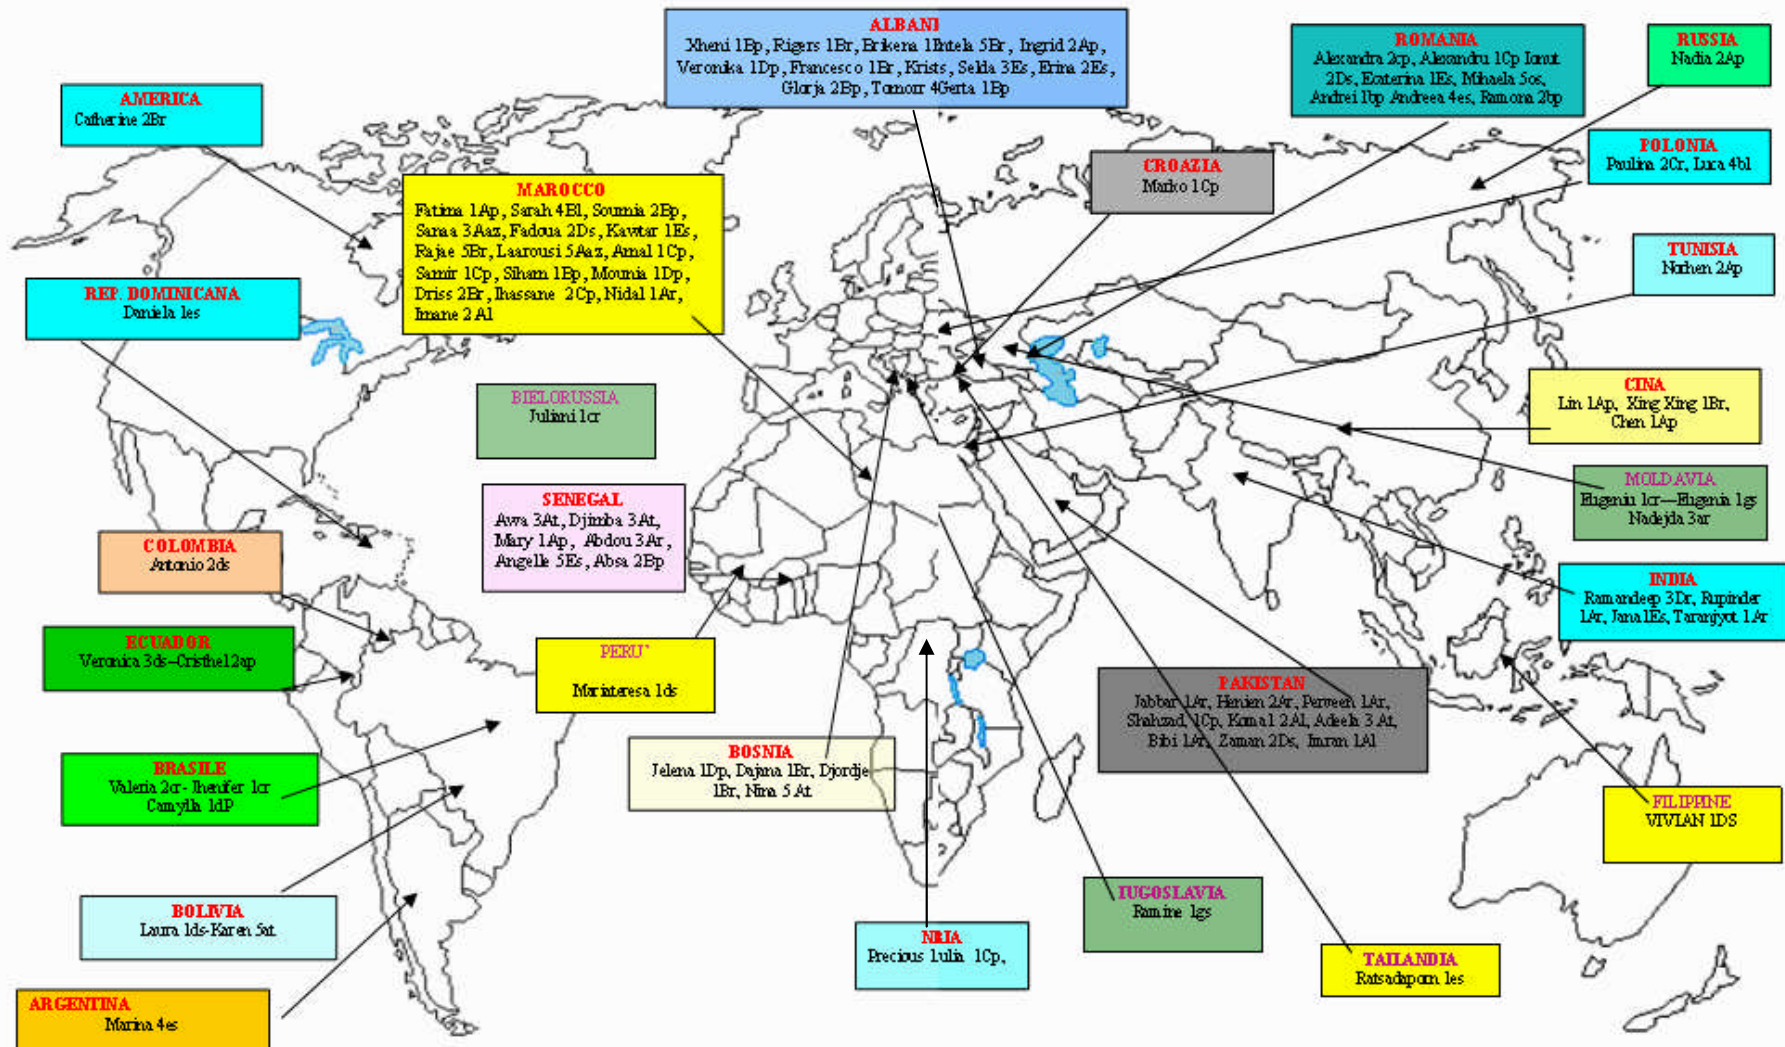 ALBANI
Xheni 1Bp, Rigers 1Br, Brikena 1Intela 5Br, Ingrid 2Ap,
Veronika 1Dp, Francesco 1Br, Krists, Selda 3Es, Erina 2Es,
Glorja 2Bp, Tomorr 4Gerta 1Bp
ROMANIA
Alexandra 2cp, Alexandru 1Cp Ionut
2Ds, Ecaterina 1Es, Mihaela 5os,
Andrei 1bp Andreea 4es, Ramona 2bp
RUSSIA
Nadia 2Ap
AMERICA
Catherine 2Br
POLONIA
Paulina 2Cr, Luca 4bl
CROAZIA
Marko 1Cp
MAROCCO
Fatima 1Ap, Sarah 4Bl, Soumia 2Bp,
Sanaa 3Aaz, Fadoua 2Ds, Kawtar 1Es,
Rajae 5Br, Laarousi 5Aaz, Amal 1Cp,
Samir 1Cp, Siham 1Bp, Mounia 1Dp,
Driss 2Br, Ihassane 2Cp, Nidal 1Ar,
Imane 2 Al
TUNISIA
Norhen 2Ap
REP. DOMINICANA
Daniela 1es
BIELORUSSIA
Juliani 1cr
CINA
Lin 1Ap, Xing Xing 1Br,
Chen 1Ap
MOLDAVIA
Eugeniu 1cr---Eugenia 1gs
Nadejda 3ar
SENEGAL
Awa 3At, Djimba 3At,
Mary 1Ap, Abdou 3Ar,
Angelle 5Es, Absa 2Bp
COLOMBIA
Antonio 2ds
INDIA
Ramandeep 3Dr, Rupinder
1Ar, Jana 1Es, Taranjyot 1Ar
ECUADOR
Veronica 3ds--Cristhel 2ap
PERU'
Mariateresa 1ds
PAKISTAN
Jabbar 1Ar, Henien 2Ar, Perveen 1Ar,
Shahzad 1Cp, Komal 2Al, Adeela 3 At,
Bibi 1Ar, Zaman 2Ds, Imran 1Al
BOSNIA
Jelena 1Dp, Dajana 1Br, Djordje
1Br, Nina 5 At
BRASILE
Valeria 2cr- Jhenifer 1cr
Camylla 1dP
FILIPPINE
VIVIAN 1DS
IUGOSLAVIA
Ramine 1gs
BOLIVIA
Laura 1ds-Karen 5at
NRIA
Precious 1ulia 1Cp,
TAILANDIA
Ratsadaporn 1es
ARGENTINA
Marina 4es